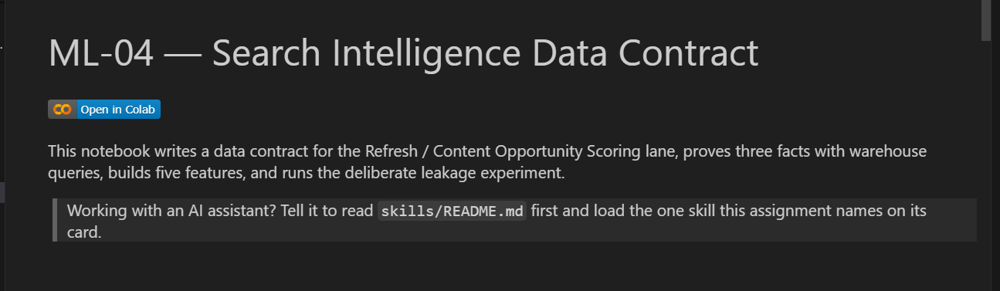 ML-04 — Search Intelligence Data Contract
Open in Colab
This notebook writes a data contract for the Refresh / Content Opportunity Scoring lane, proves three facts with warehouse
queries, builds five features, and runs the deliberate leakage experiment.
Working with an AI assistant? Tell it to read skills/README.md first and load the one skill this assignment names on its
card.